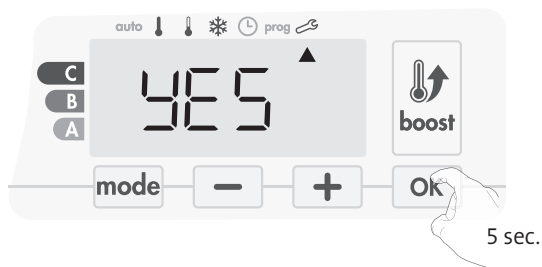 auto prog
C
YES
B
A
boost
mode − + OK
5 sec.